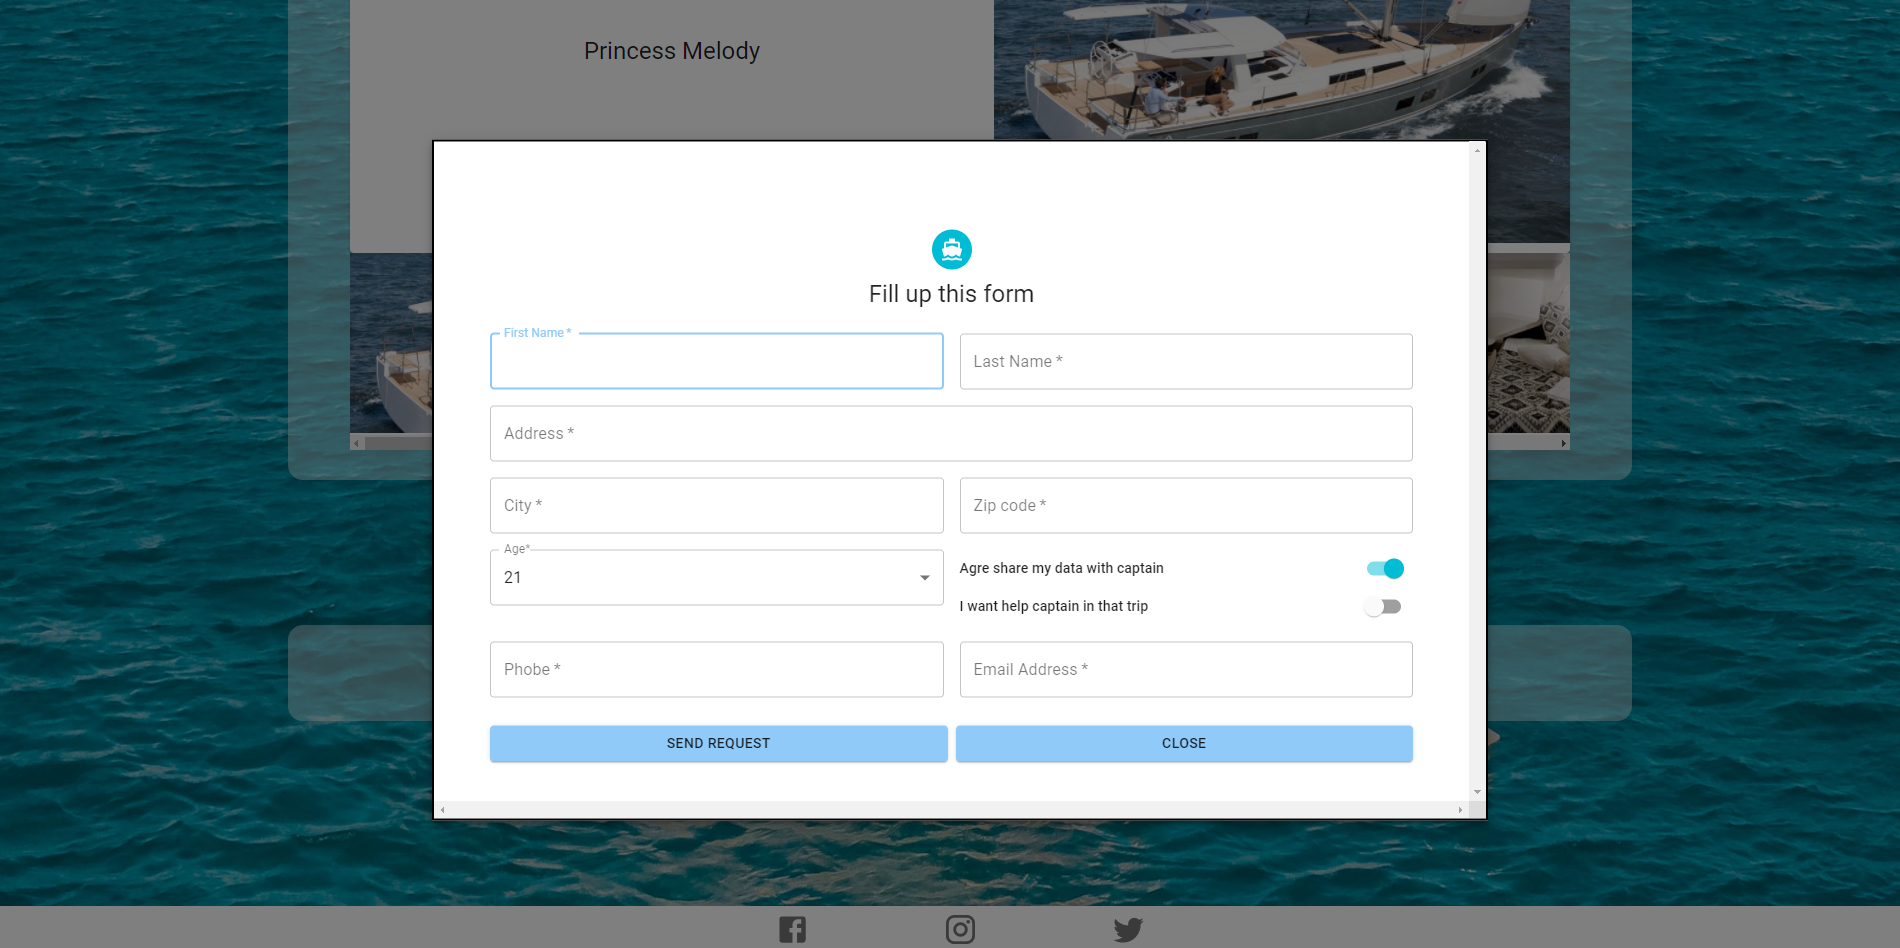 Princess Melody
Fill up this form
First Name *
Last Name *
Address *
City *
Zip code *
Age*
21
Agre share my data with captain
I want help captain in that trip
Phobe *
Email Address *
SEND REQUEST
CLOSE